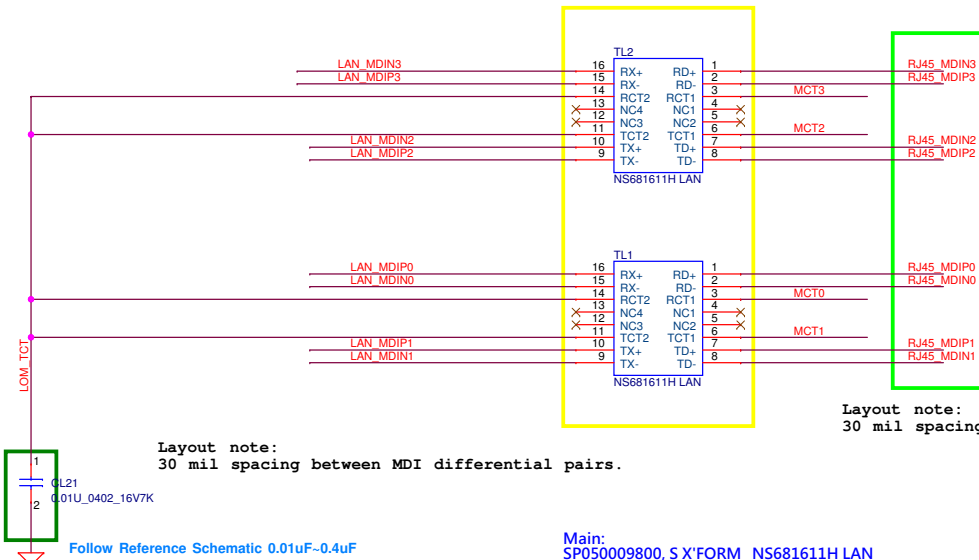 TL2
LAN_MDIN3 16 RX+ RD+ 1 RJ45_MDIN3
LAN_MDIP3 15 RX- RD- 2 RJ45_MDIP3
14 RCT2 RCT1 3 MCT3
13 NC4 NC1 4
12 NC3 NC2 5
11 TCT2 TCT1 6 MCT2
LAN_MDIN2 10 TX+ TD+ 7 RJ45_MDIN2
LAN_MDIP2 9 TX- TD- 8 RJ45_MDIP2
NS681611H LAN
TL1
LAN_MDIP0 16 RX+ RD+ 1 RJ45_MDIP0
LAN_MDIN0 15 RX- RD- 2 RJ45_MDIN0
14 RCT2 RCT1 3 MCT0
13 NC4 NC1 4
12 NC3 NC2 5
11 TCT2 TCT1 6 MCT1
LAN_MDIP1 10 TX+ TD+ 7 RJ45_MDIP1
LAN_MDIN1 9 TX- TD- 8 RJ45_MDIN1
NS681611H LAN
LOM_TCT
Layout note:
30 mil spacing
Layout note:
30 mil spacing between MDI differential pairs.
1
CL21
0.01U_0402_16V7K
2
Follow Reference Schematic 0.01uF~0.4uF
Main:
SP050009800, S X'FORM_ NS681611H LAN